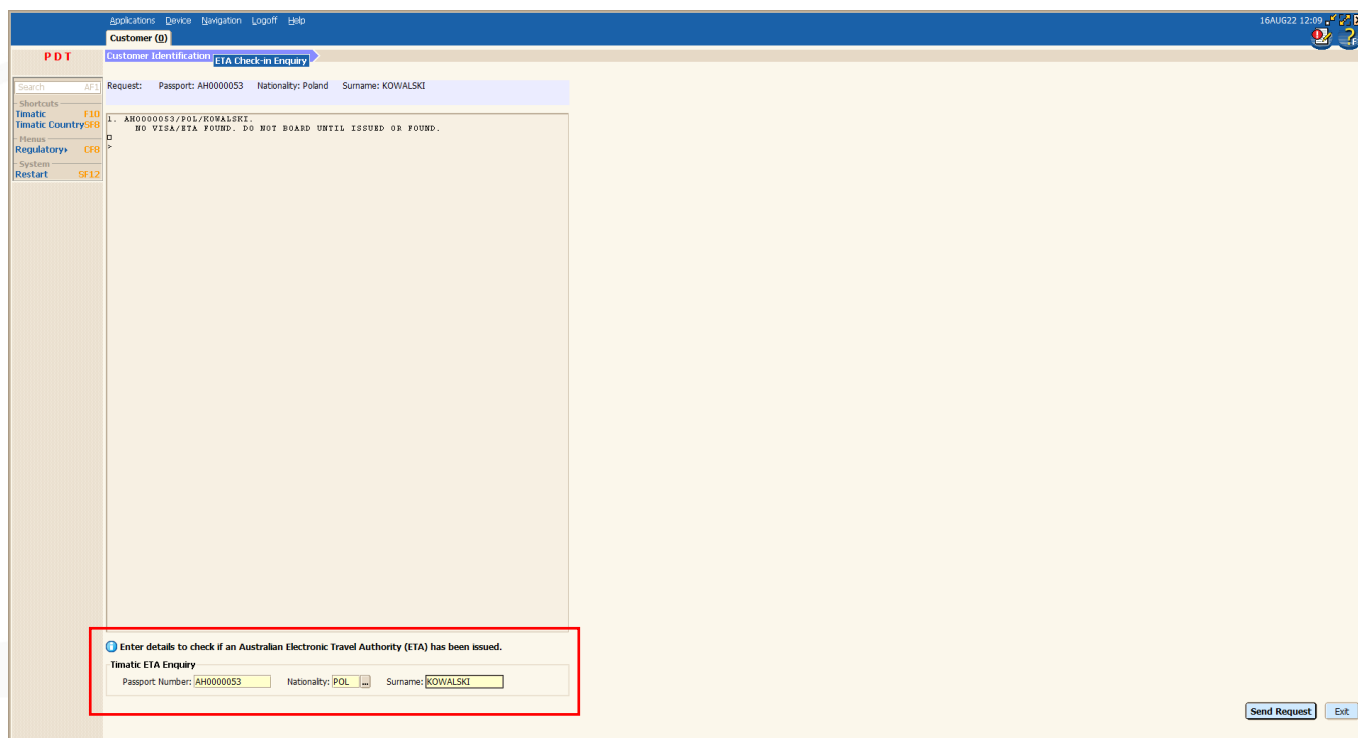 Applications Device Navigation Logoff Help
16AUG22 12:09
Customer (0)
PDT
Customer Identification
ETA Check-in Enquiry
Search AF1
Request: Passport: AH0000053 Nationality: Poland Surname: KOWALSKI
Shortcuts
Timatic F10
Timatic Country SF8
Menus
Regulatory CF8
System
Restart SF12
1. AH0000053/POL/KOWALSKI.
NO VISA/ETA FOUND. DO NOT BOARD UNTIL ISSUED OR FOUND.
>
Enter details to check if an Australian Electronic Travel Authority (ETA) has been issued.
Timatic ETA Enquiry
Passport Number: AH0000053 Nationality: POL ... Surname: KOWALSKI
Send Request Exit